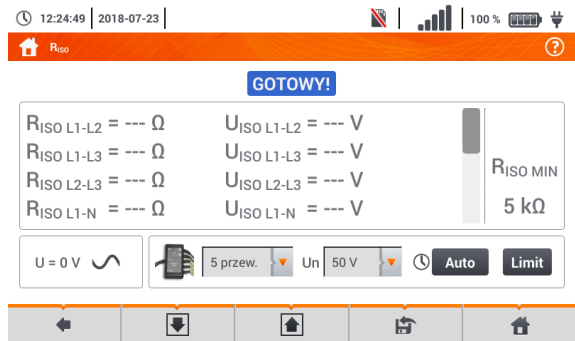 12:24:49 2018-07-23 100 %
RISO ?
GOTOWY!
RISO L1-L2 = --- Ω UISO L1-L2 = --- V
RISO L1-L3 = --- Ω UISO L1-L3 = --- V
RISO L2-L3 = --- Ω UISO L2-L3 = --- V
RISO L1-N = --- Ω UISO L1-N = --- V
RISO MIN
5 kΩ
U = 0 V 5 przew. Un 50 V Auto Limit